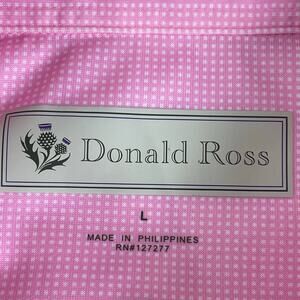 Donald Ross
L
MADE IN PHILIPPINES
RN#127277